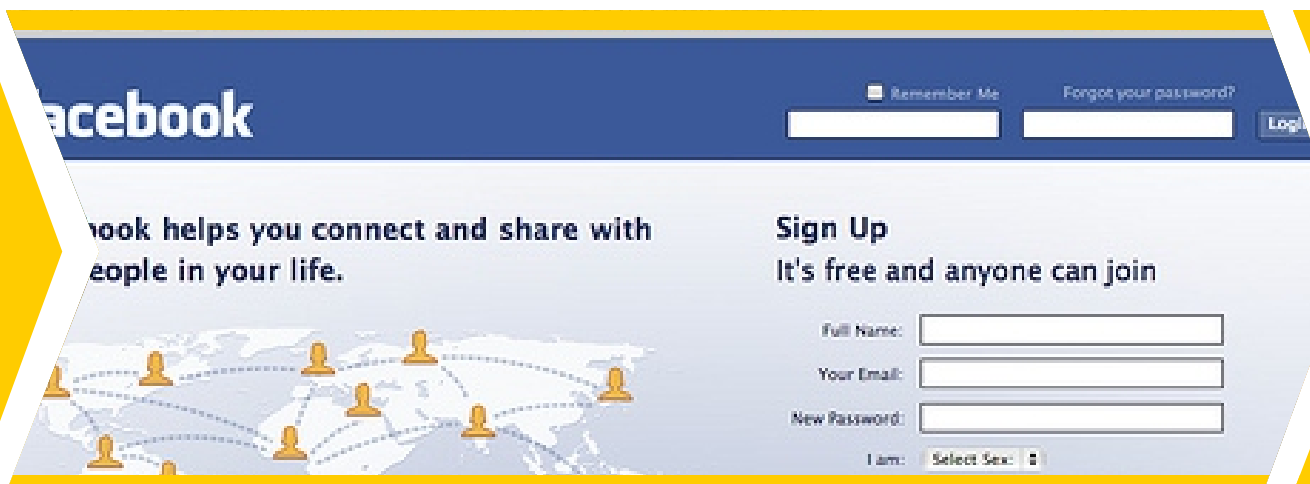 acebook
Remember Me
Forgot your password?
Login
ook helps you connect and share with
eople in your life.
Sign Up
It's free and anyone can join
Full Name:
Your Email:
New Password:
I am:
Select Sex: